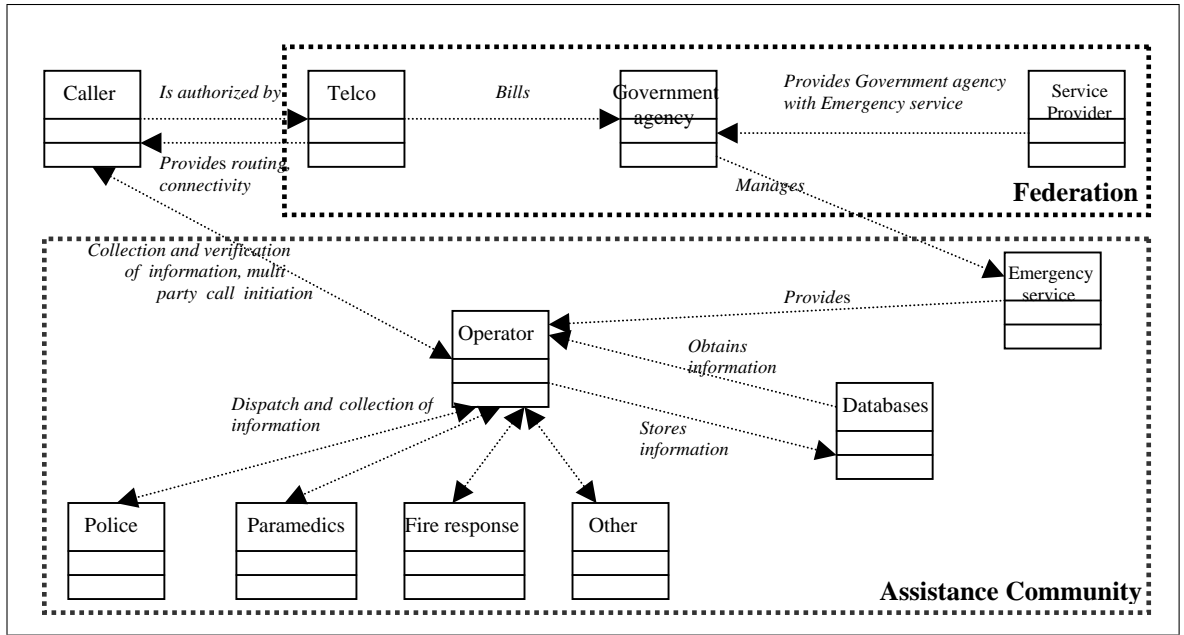 Caller
Is authorized by
Telco
Bills
Government
agency
Provides Government agency
with Emergency service
Service
Provider
Provides routing,
connectivity
Manages
Federation
Collection and verification
of information, multi
party call initiation
Emergency
service
Provides
Operator
Obtains
information
Databases
Dispatch and collection of
information
Stores
information
Police
Paramedics
Fire response
Other
Assistance Community